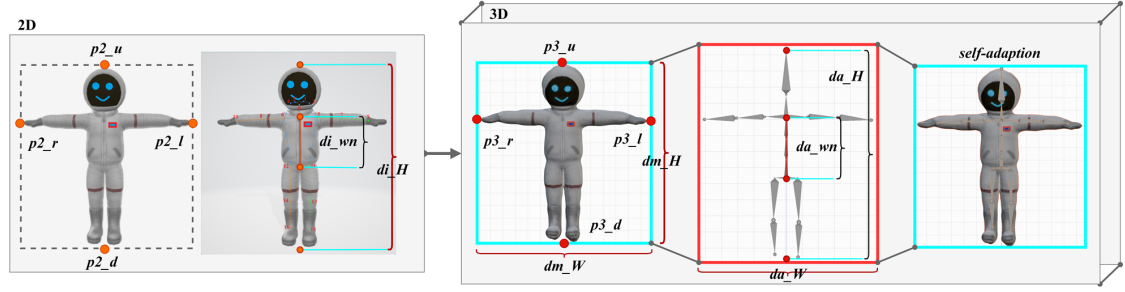 2D
p2_u
p2_r
p2_l
p2_d
di_wn
di_H
3D
p3_u
p3_r
p3_l
p3_d
dm_H
dm_W
da_H
da_wn
da_W
self-adaption